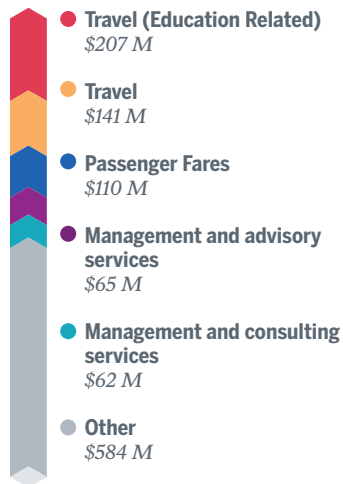 Travel (Education Related)
$207 M
Travel
$141 M
Passenger Fares
$110 M
Management and advisory
services
$65 M
Management and consulting
services
$62 M
Other
$584 M